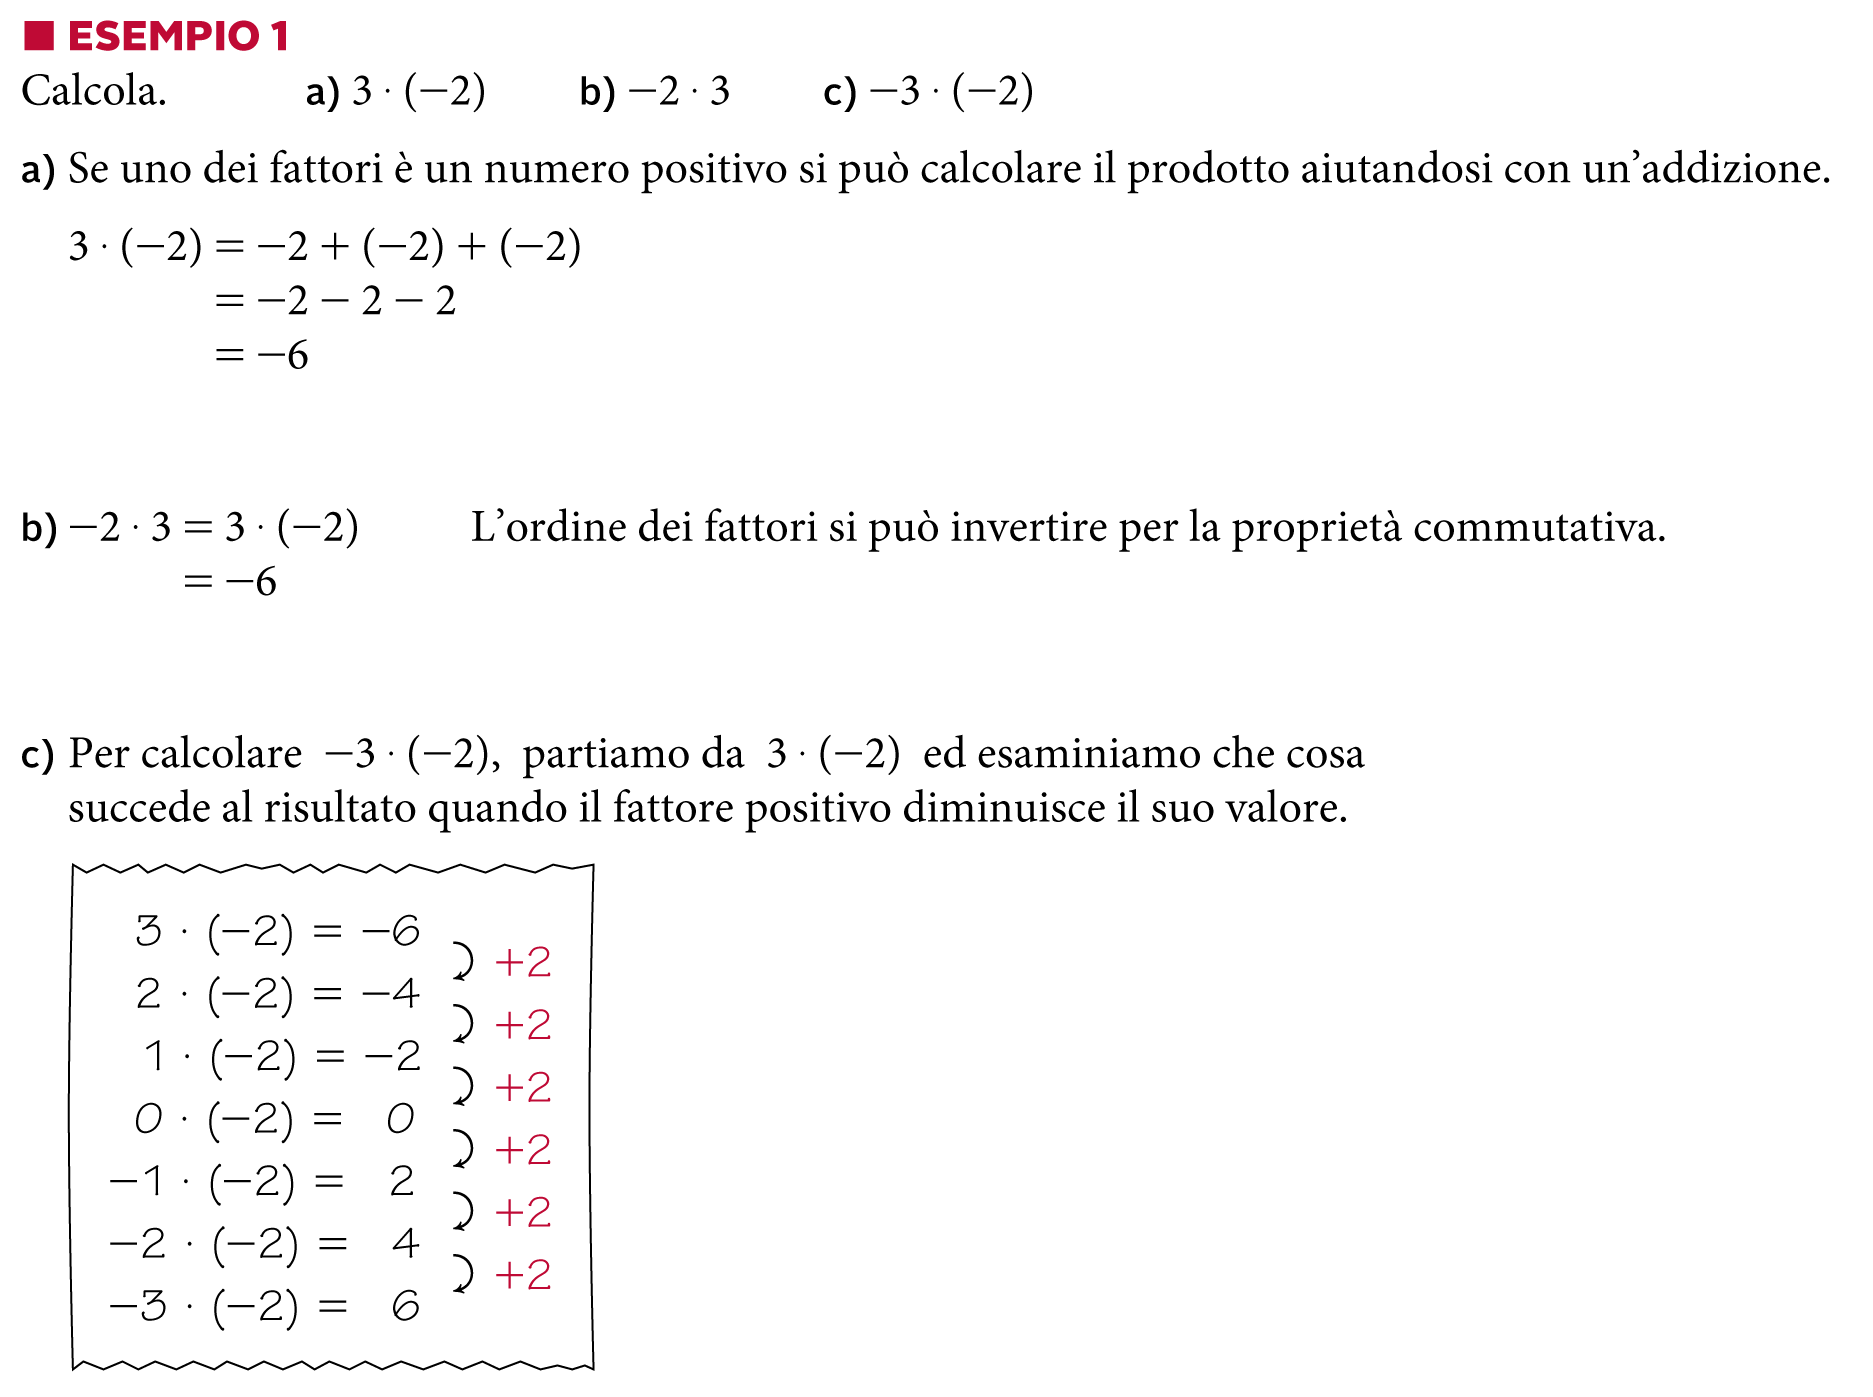 ESEMPIO 1
Calcola. a) 3 · (−2) b) −2 · 3 c) −3 · (−2)
a) Se uno dei fattori è un numero positivo si può calcolare il prodotto aiutandosi con un’addizione.
3 · (−2) = −2 + (−2) + (−2)
= −2 − 2 − 2
= −6
b) −2 · 3 = 3 · (−2) L’ordine dei fattori si può invertire per la proprietà commutativa.
= −6
c) Per calcolare −3 · (−2), partiamo da 3 · (−2) ed esaminiamo che cosa
succede al risultato quando il fattore positivo diminuisce il suo valore.
3 · (−2) = −6
+2
2 · (−2) = −4
+2
1 · (−2) = −2
+2
0 · (−2) = 0
+2
−1 · (−2) = 2
+2
−2 · (−2) = 4
+2
−3 · (−2) = 6